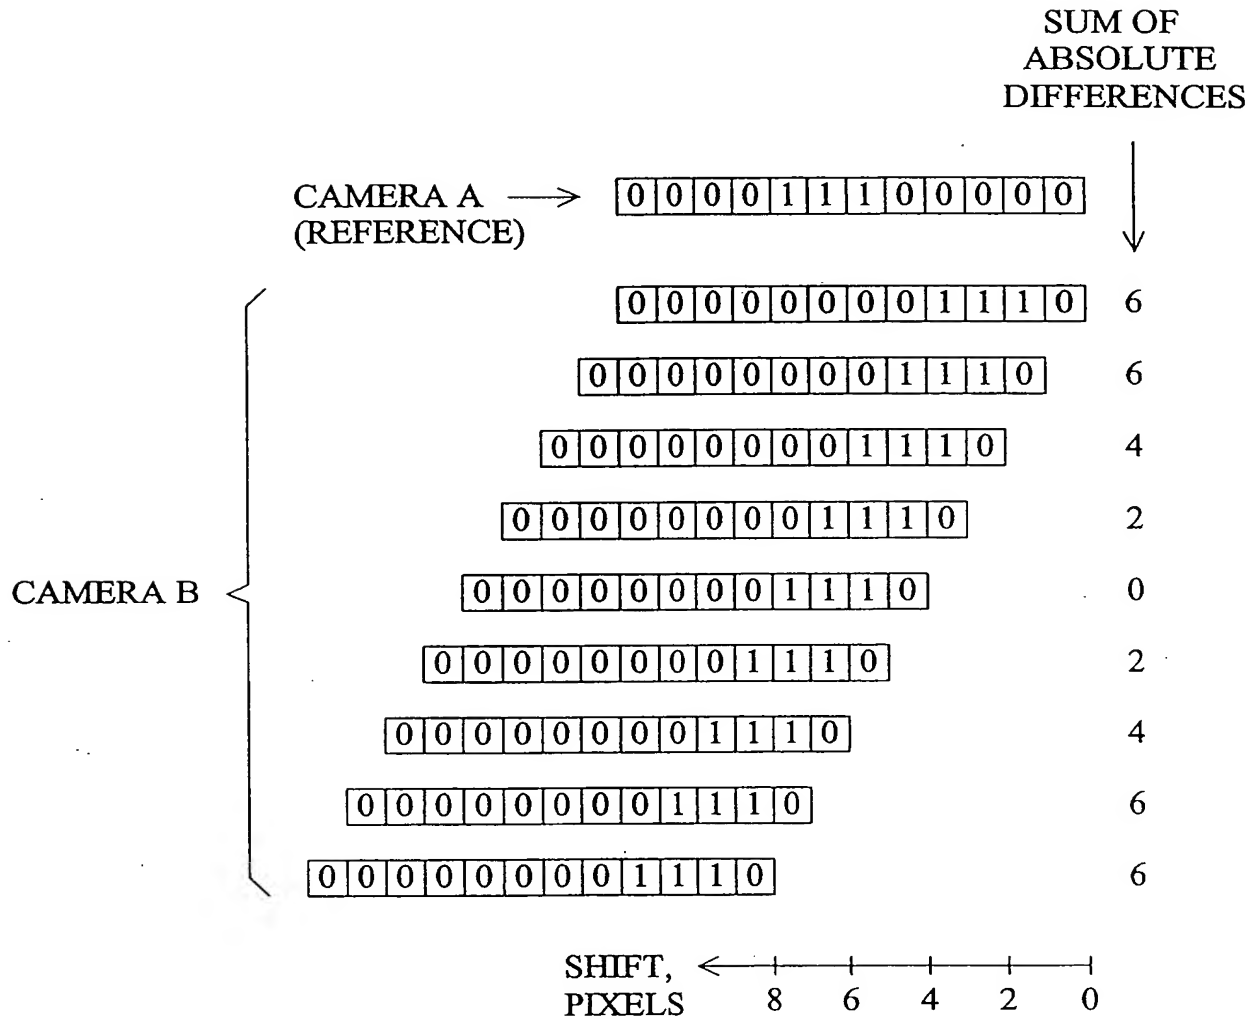 SUM OF
ABSOLUTE
DIFFERENCES
CAMERA A
(REFERENCE)
0 0 0 0 1 1 1 0 0 0 0 0
CAMERA B
0 0 0 0 0 0 0 0 1 1 1 0 6
0 0 0 0 0 0 0 0 1 1 1 0 6
0 0 0 0 0 0 0 0 1 1 1 0 4
0 0 0 0 0 0 0 0 1 1 1 0 2
0 0 0 0 0 0 0 0 1 1 1 0 0
0 0 0 0 0 0 0 0 1 1 1 0 2
0 0 0 0 0 0 0 0 1 1 1 0 4
0 0 0 0 0 0 0 0 1 1 1 0 6
0 0 0 0 0 0 0 0 1 1 1 0 6
SHIFT,
PIXELS
8 6 4 2 0